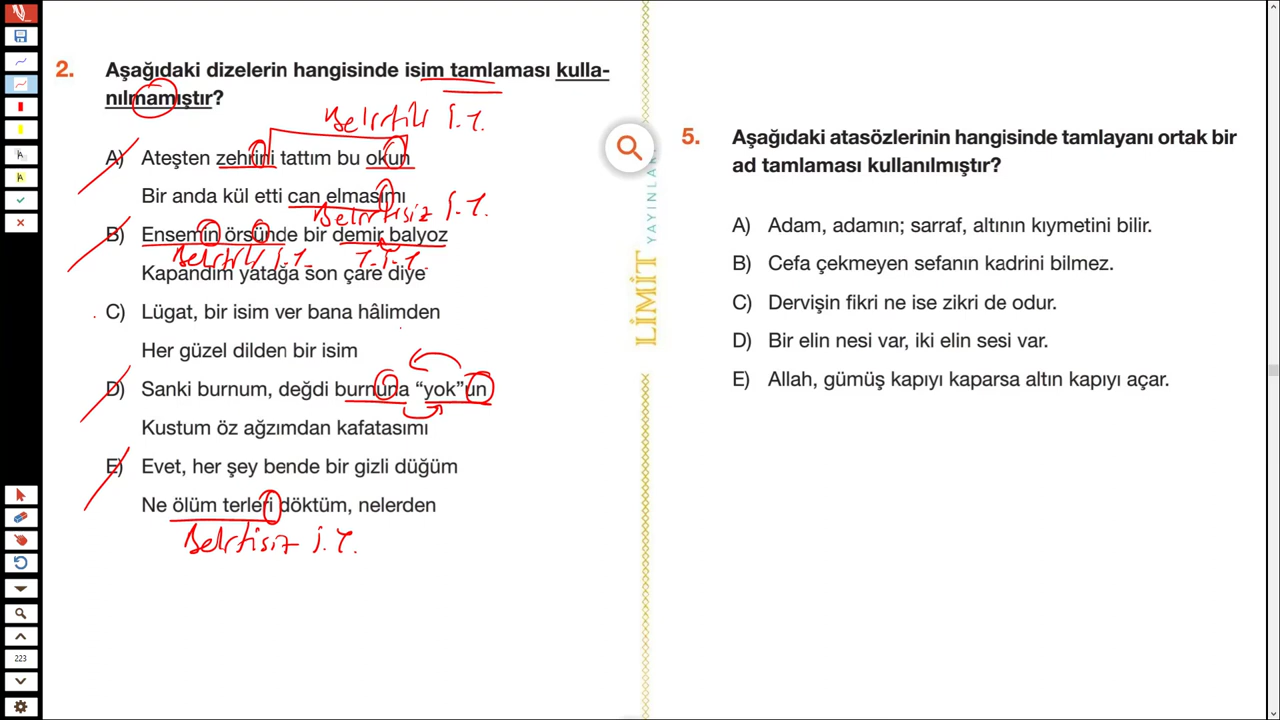 2. Aşağıdaki dizelerin hangisinde isim tamlaması kulla-
nılmamıştır?
Belirtili İ.T.
A) Ateşten zehrini tattım bu okun
Bir anda kül etti can elmasımı
Belirtisiz İ.T.
B) Ensemin örsünde bir demir balyoz
Belirtili İ.T. T.İ.T.
Kapandım yatağa son çare diye
C) Lügat, bir isim ver bana hâlimden
Her güzel dilden bir isim
D) Sanki burnum, değdi burnuna “yok”un
Kustum öz ağzımdan kafatasımı
E) Evet, her şey bende bir gizli düğüm
Ne ölüm terleri döktüm, nelerden
Belirtisiz İ.T.
LİMİT YAYINLARI
5. Aşağıdaki atasözlerinin hangisinde tamlayanı ortak bir
ad tamlaması kullanılmıştır?
A) Adam, adamın; sarraf, altının kıymetini bilir.
B) Cefa çekmeyen sefanın kadrini bilmez.
C) Dervişin fikri ne ise zikri de odur.
D) Bir elin nesi var, iki elin sesi var.
E) Allah, gümüş kapıyı kaparsa altın kapıyı açar.
223